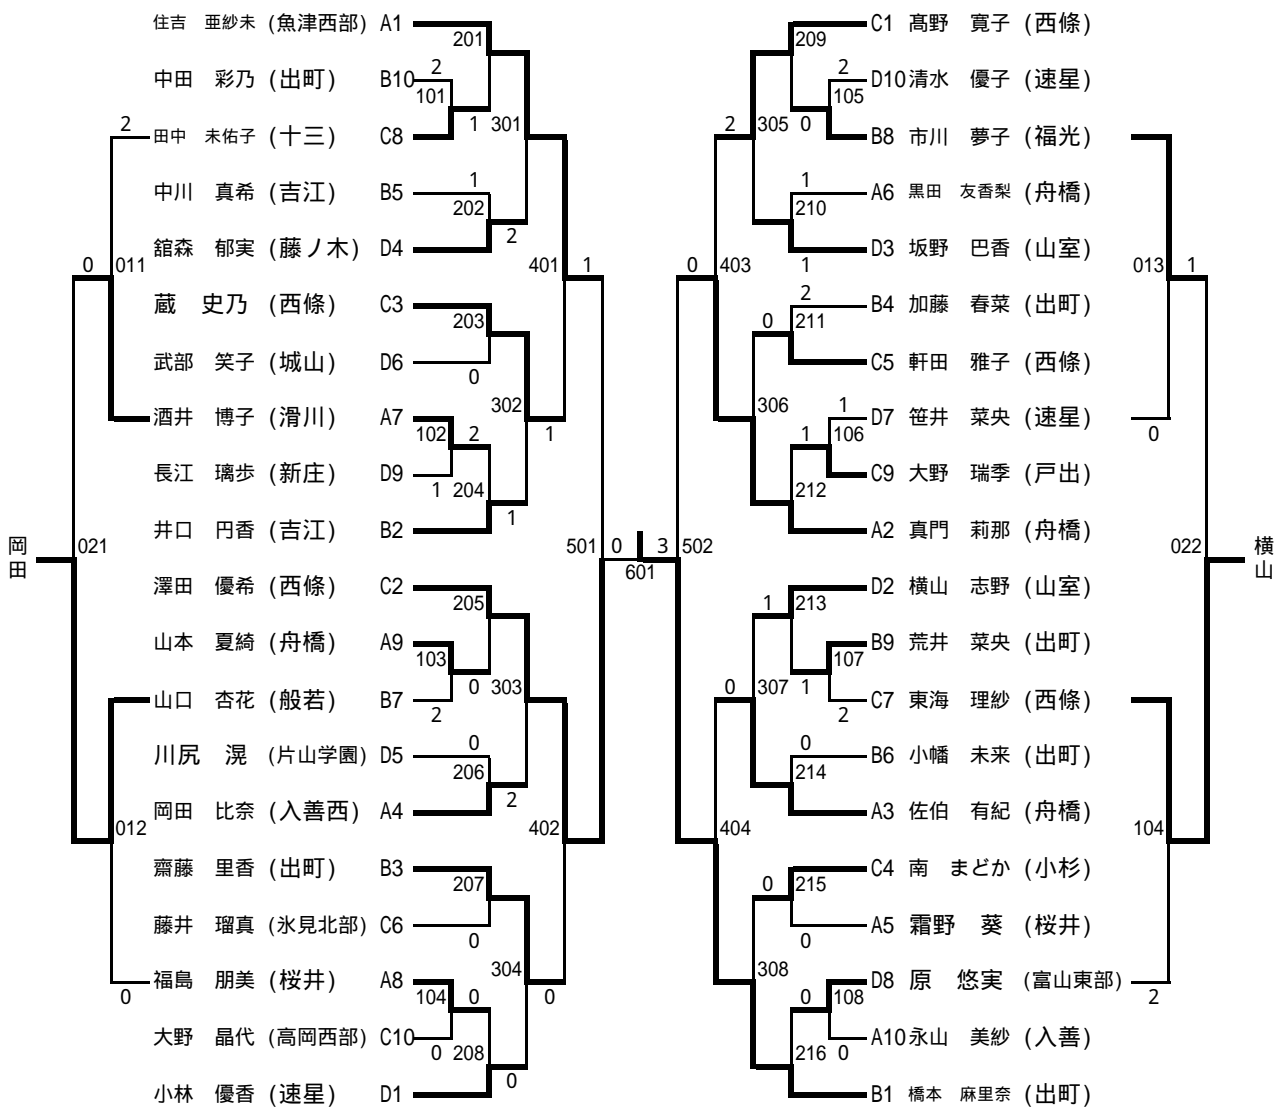 住吉 亜紗未 (魚津西部) A1 201 C1 髙野 寛子 (西條) 209
中田 彩乃 (出町) B10 2 101 D10 清水 優子 (速星) 2 105
2 田中 未佑子 (十三) C8 1 301 2 305 0 B8 市川 夢子 (福光)
中川 真希 (吉江) B5 1 202 1 210 A6 黒田 友香梨 (舟橋)
舘森 郁実 (藤ノ木) D4 2 1 D3 坂野 巴香 (山室)
0 011 401 1 0 403 013 1
蔵 史乃 (西條) C3 203 0 2 211 B4 加藤 春菜 (出町)
武部 笑子 (城山) D6 0 C5 軒田 雅子 (西條)
酒井 博子 (滑川) A7 102 2 302 1 306 1 106 1 D7 笹井 菜央 (速星) 0
長江 璃歩 (新庄) D9 1 204 212 C9 大野 瑞季 (戸出)
井口 円香 (吉江) B2 1 A2 真門 莉那 (舟橋)
岡田 021 501 0 601 3 502 022 横山
澤田 優希 (西條) C2 205 1 213 D2 横山 志野 (山室)
山本 夏綺 (舟橋) A9 103 107 B9 荒井 菜央 (出町)
山口 杏花 (般若) B7 2 0 303 0 307 1 2 C7 東海 理紗 (西條)
川尻 滉 (片山学園) D5 0 206 0 214 B6 小幡 未来 (出町)
岡田 比奈 (入善西) A4 2 A3 佐伯 有紀 (舟橋)
012 402 404 104
齋藤 里香 (出町) B3 207 0 215 C4 南 まどか (小杉)
藤井 瑠真 (氷見北部) C6 0 0 A5 霜野 葵 (桜井)
0 福島 朋美 (桜井) A8 104 0 304 0 308 0 108 D8 原 悠実 (富山東部) 2
大野 晶代 (高岡西部) C10 0 208 216 0 A10 永山 美紗 (入善)
小林 優香 (速星) D1 0 B1 橋本 麻里奈 (出町)